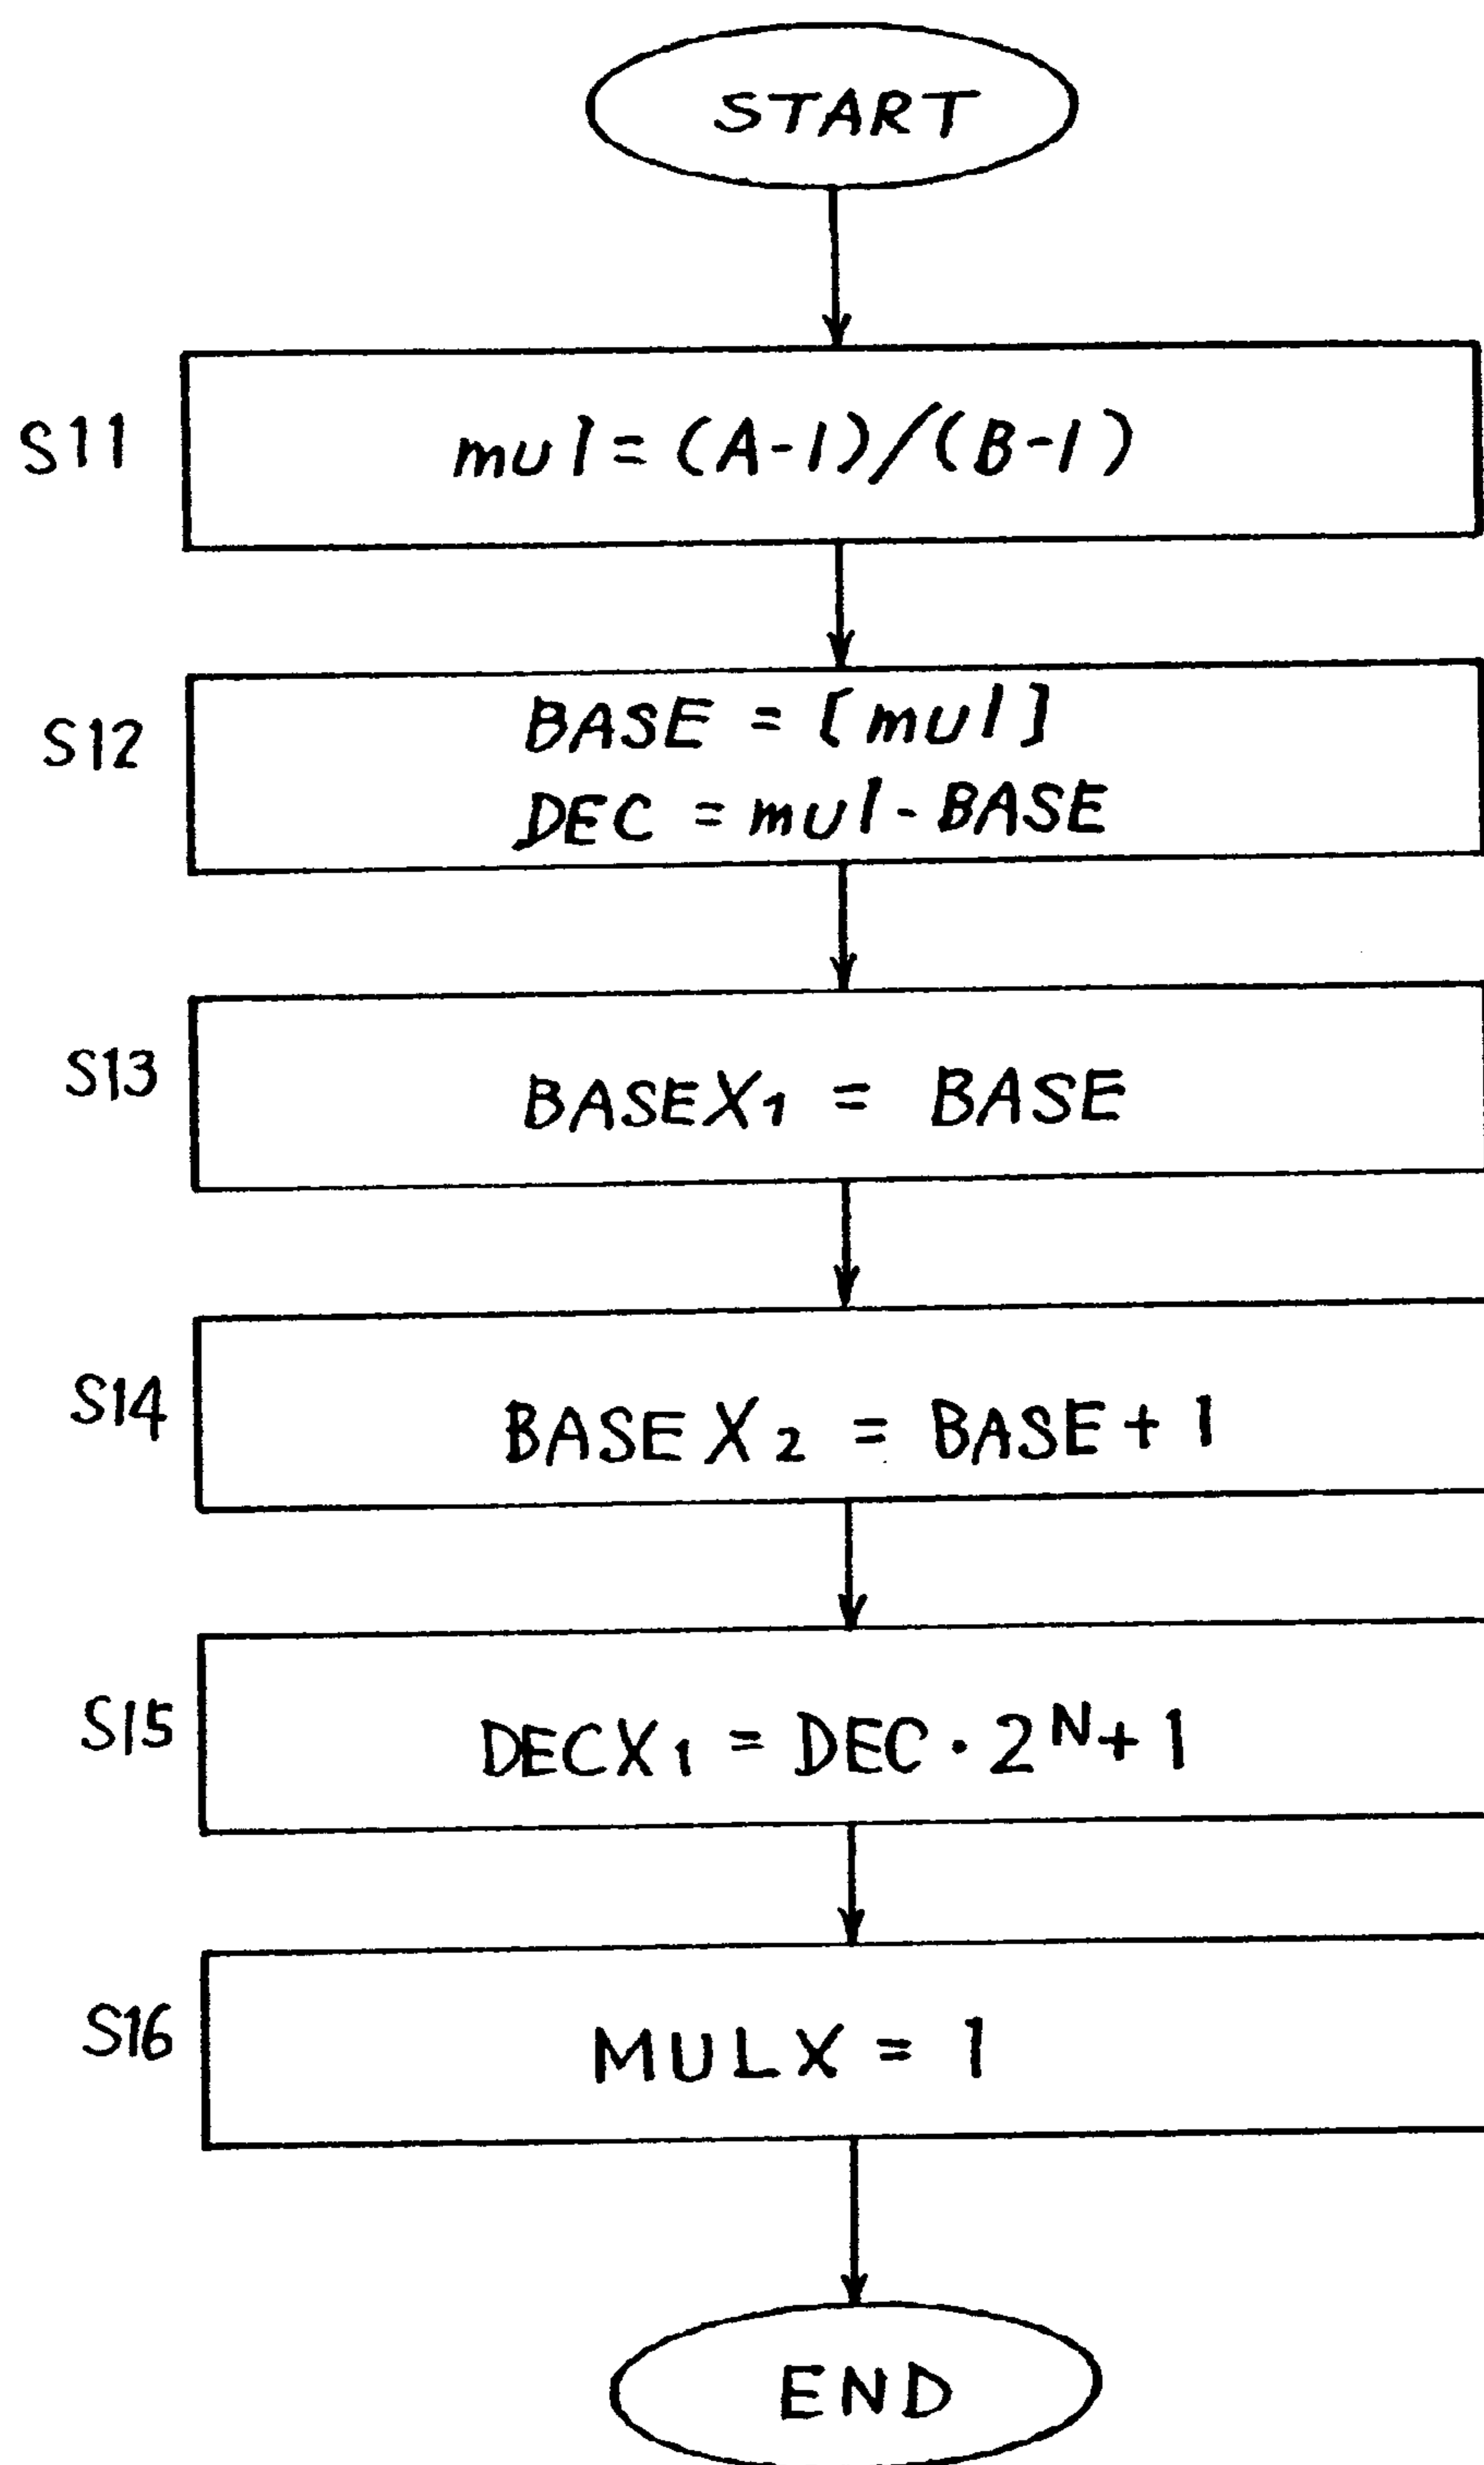 START
S11
mul = (A-1)/(B-1)
S12
BASE = [mul]
DEC = mul - BASE
S13
BASEX₁ = BASE
S14
BASEX₂ = BASE + 1
S15
DECX₁ = DEC · 2ᴺ + 1
S16
MULX = 1
END